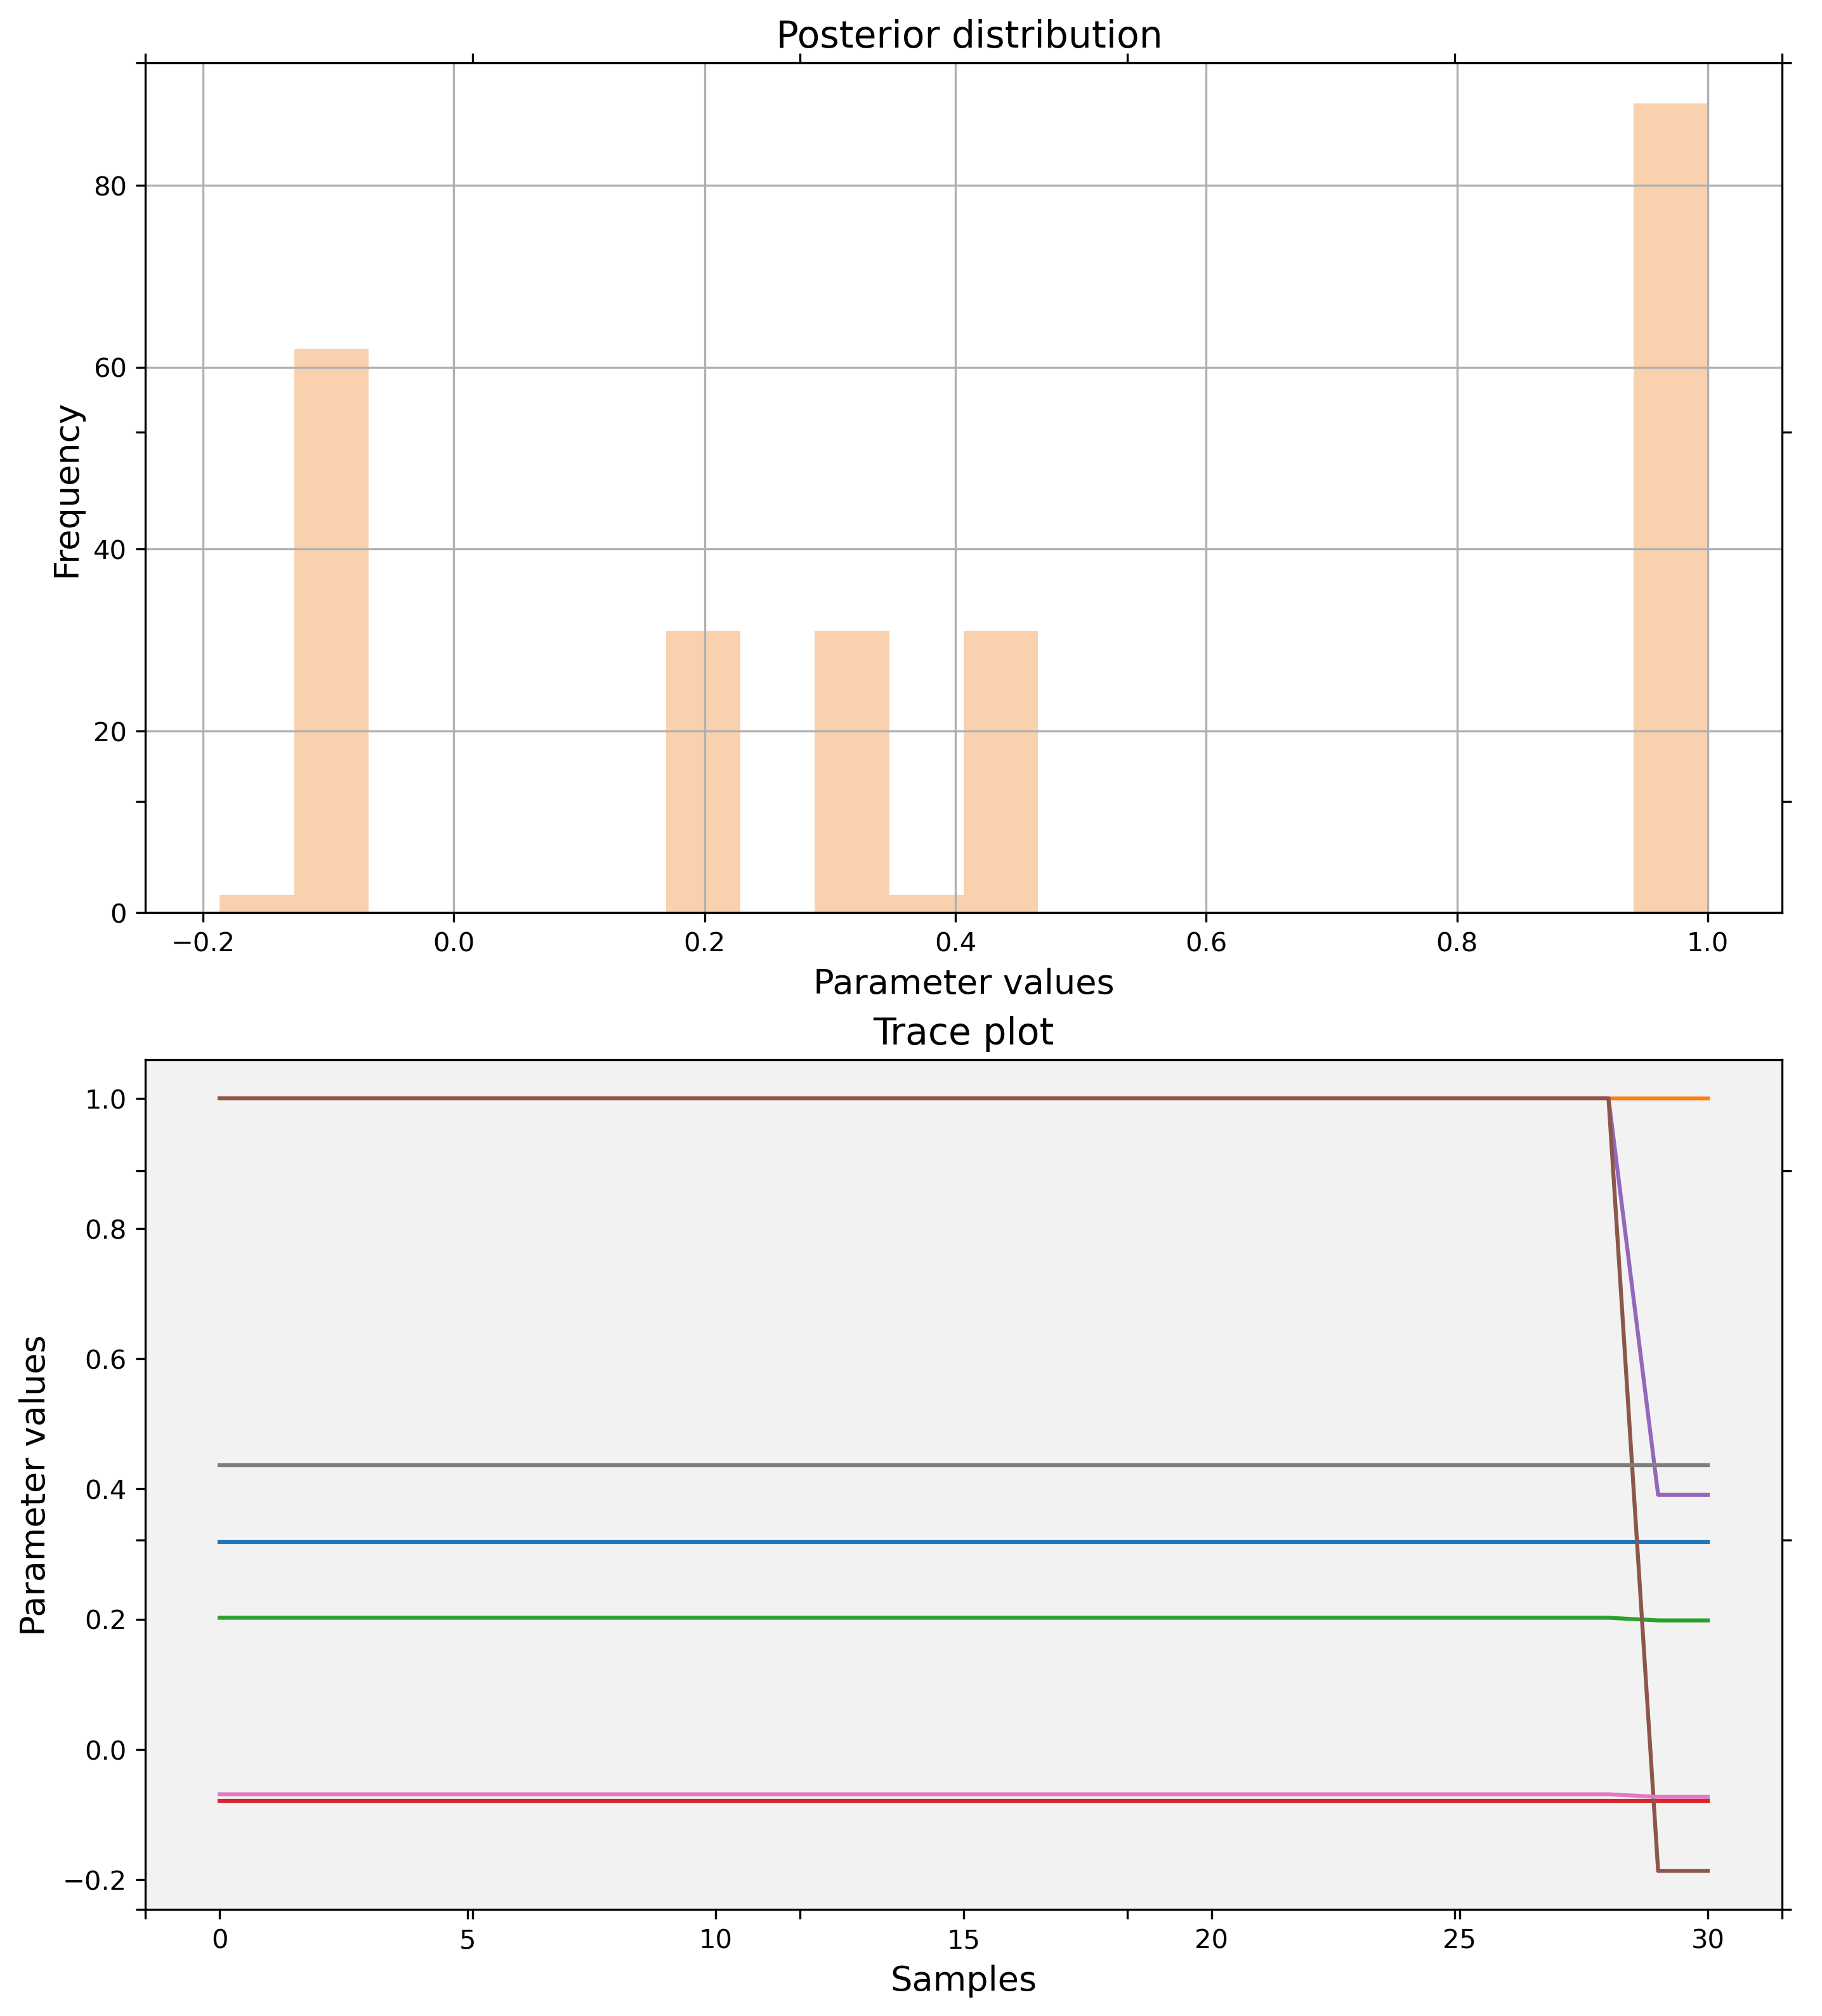 Posterior distribution
80
60
40
20
0
Frequency
−0.2 0.0 0.2 0.4 0.6 0.8 1.0
Parameter values
Trace plot
1.0
0.8
0.6
0.4
0.2
0.0
−0.2
Parameter values
0 5 10 15 20 25 30
Samples